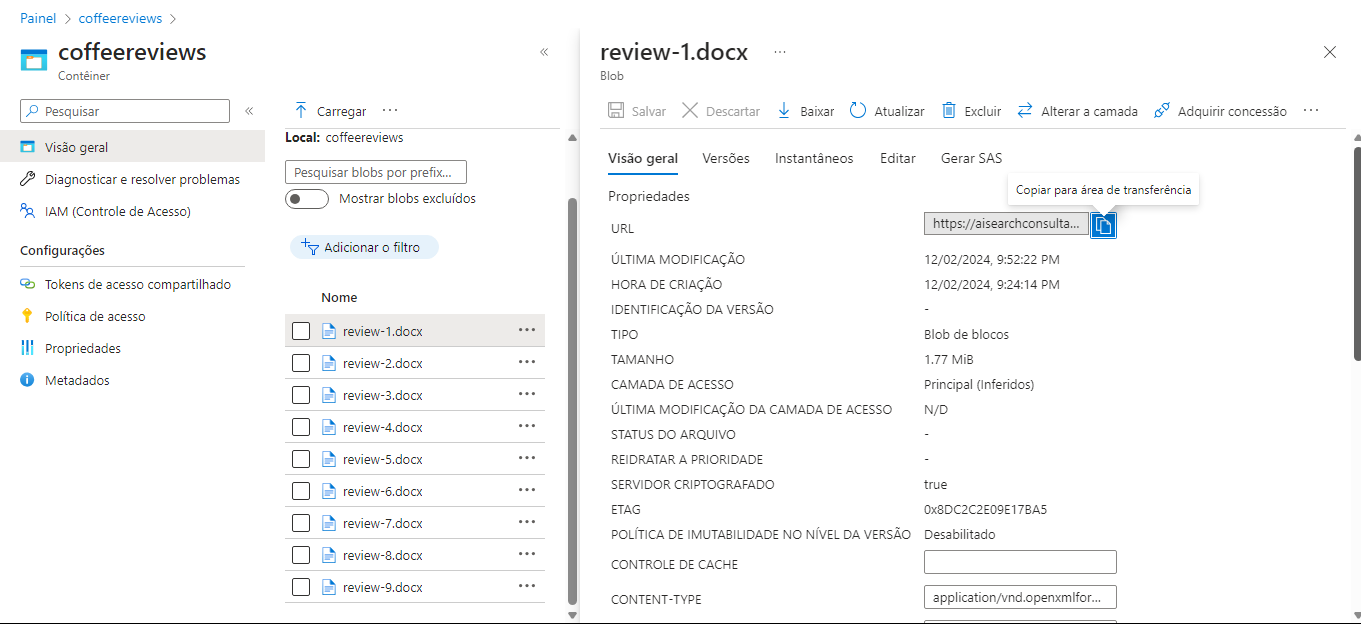 Painel > coffeereviews >
coffeereviews
Contêiner
Pesquisar
Visão geral
Diagnosticar e resolver problemas
IAM (Controle de Acesso)
Configurações
Tokens de acesso compartilhado
Política de acesso
Propriedades
Metadados
Carregar ...
Local: coffeereviews
Pesquisar blobs por prefix...
Mostrar blobs excluídos
Adicionar o filtro
Nome
review-1.docx ...
review-2.docx ...
review-3.docx ...
review-4.docx ...
review-5.docx ...
review-6.docx ...
review-7.docx ...
review-8.docx ...
review-9.docx ...
review-1.docx ...
Blob
Salvar Descartar Baixar Atualizar Excluir Alterar a camada Adquirir concessão ...
Visão geral Versões Instantâneos Editar Gerar SAS
Copiar para área de transferência
Propriedades
URL https://aisearchconsulta...
ÚLTIMA MODIFICAÇÃO 12/02/2024, 9:52:22 PM
HORA DE CRIAÇÃO 12/02/2024, 9:24:14 PM
IDENTIFICAÇÃO DA VERSÃO -
TIPO Blob de blocos
TAMANHO 1.77 MiB
CAMADA DE ACESSO Principal (Inferidos)
ÚLTIMA MODIFICAÇÃO DA CAMADA DE ACESSO N/D
STATUS DO ARQUIVO -
REIDRATAR A PRIORIDADE -
SERVIDOR CRIPTOGRAFADO true
ETAG 0x8DC2C2E09E17BA5
POLÍTICA DE IMUTABILIDADE NO NÍVEL DA VERSÃO Desabilitado
CONTROLE DE CACHE
CONTENT-TYPE application/vnd.openxmlfor...